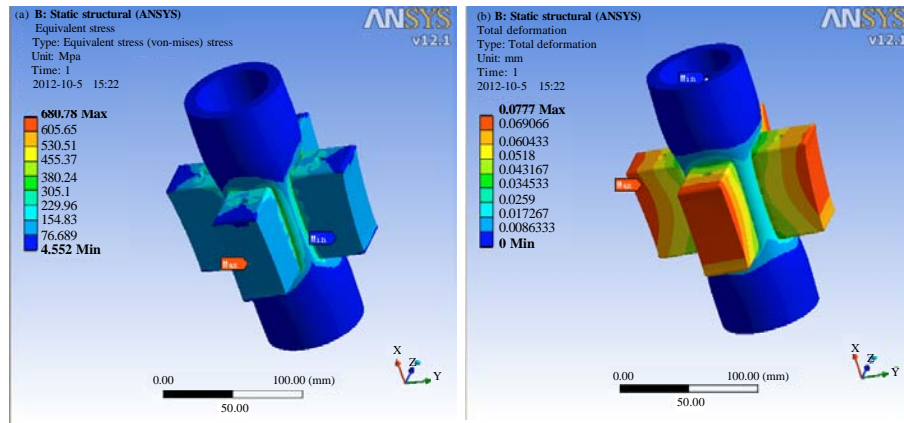 (a) B: Static structural (ANSYS)
Equivalent stress
Type: Equivalent stress (von-mises) stress
Unit: Mpa
Time: 1
2012-10-5 15:22
ANSYS
v12.1
680.78 Max
605.65
530.51
455.37
380.24
305.1
229.96
154.83
76.689
4.552 Min
Min
Max
X
Z
Y
0.00 100.00 (mm)
50.00
(b) B: Static structural (ANSYS)
Total deformation
Type: Total deformation
Unit: mm
Time: 1
2012-10-5 15:22
ANSYS
v12.1
0.0777 Max
0.069066
0.060433
0.0518
0.043167
0.034533
0.0259
0.017267
0.0086333
0 Min
Min
Max
X
Z
Y
0.00 100.00 (mm)
50.00